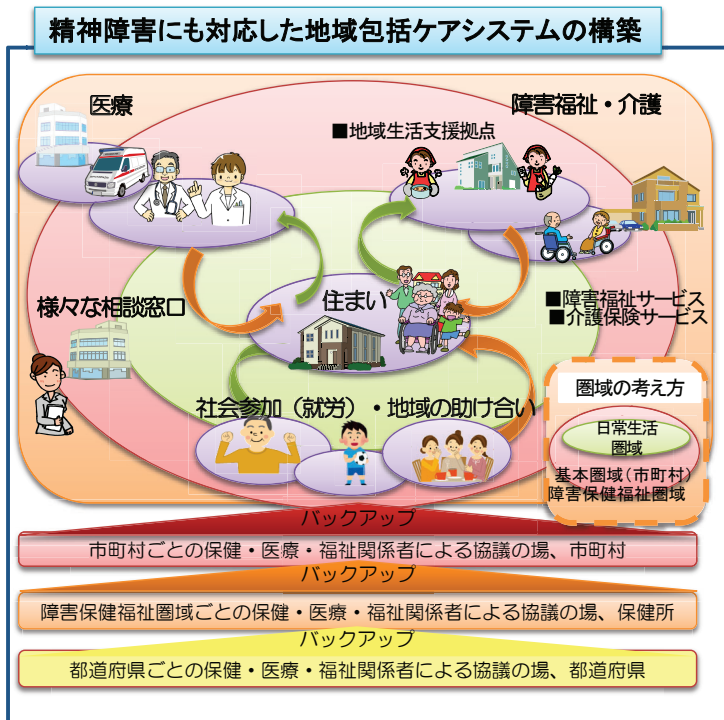 精神障害にも対応した地域包括ケアシステムの構築
医療
障害福祉・介護
■地域生活支援拠点
様々な相談窓口
住まい
■障害福祉サービス
■介護保険サービス
社会参加（就労）・地域の助け合い
圏域の考え方
日常生活
圏域
基本圏域（市町村）
障害保健福祉圏域
バックアップ
市町村ごとの保健・医療・福祉関係者による協議の場、市町村
バックアップ
障害保健福祉圏域ごとの保健・医療・福祉関係者による協議の場、保健所
バックアップ
都道府県ごとの保健・医療・福祉関係者による協議の場、都道府県